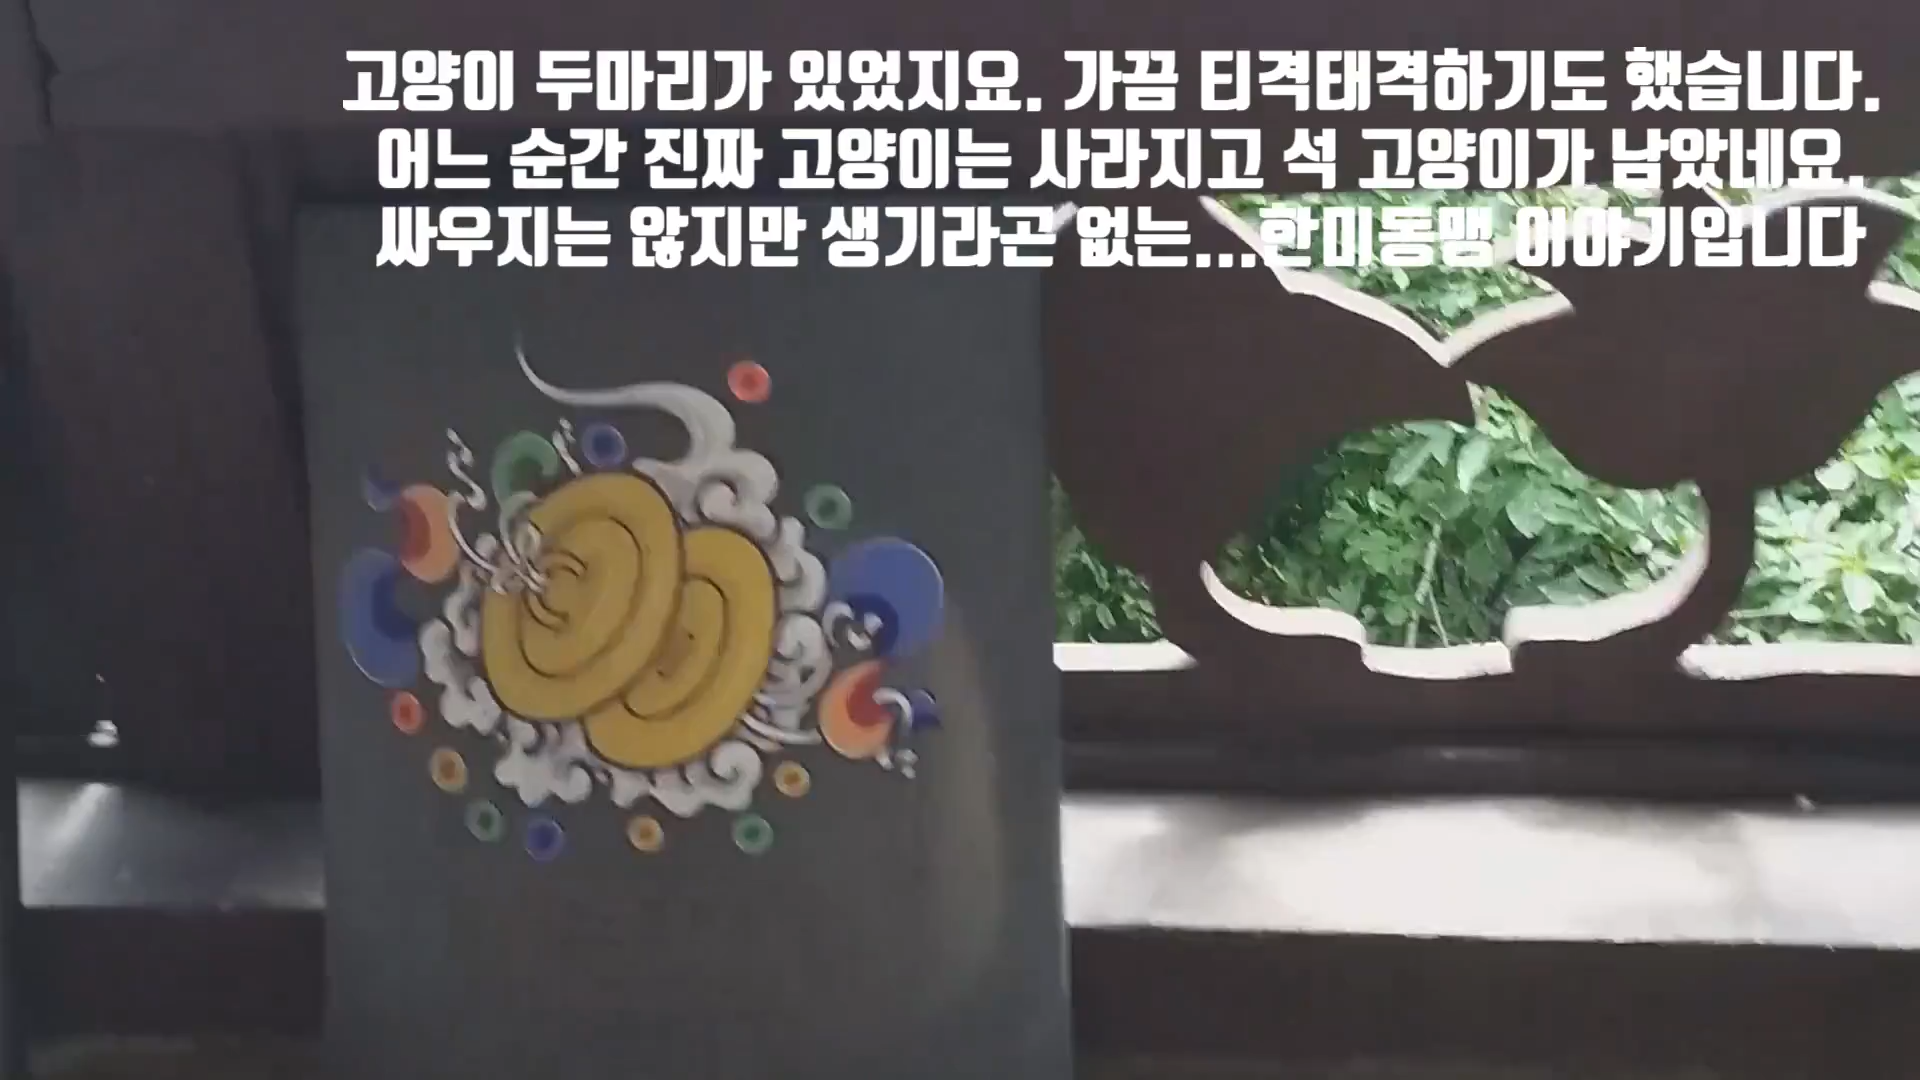 고양이 두마리가 있었지요. 가끔 티격태격하기도 했습니다.
어느 순간 진짜 고양이는 사라지고 석 고양이가 남았네요.
싸우지는 않지만 생기라곤 없는...한미동맹 이야기입니다